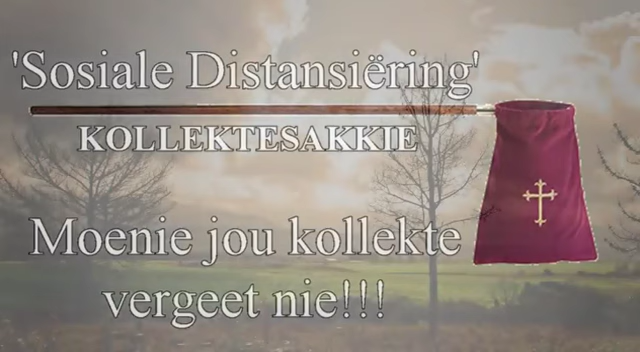 'Sosiale Distansiëring'
KOLLEKTESAKKIE
Moenie jou kollekte
vergeet nie!!!